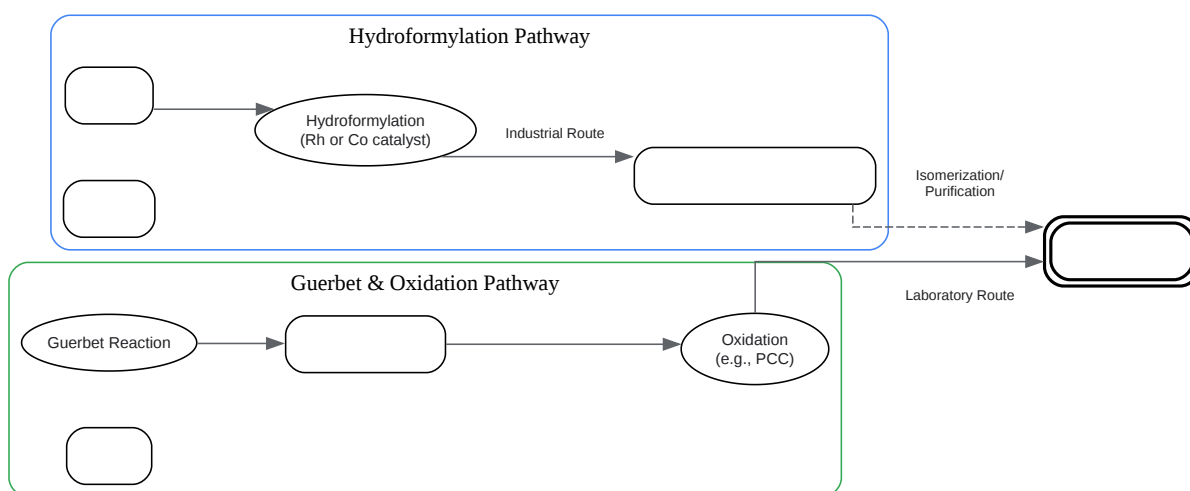 Hydroformylation Pathway
Hydroformylation
(Rh or Co catalyst)
Industrial Route
Isomerization/
Purification
Guerbet & Oxidation Pathway
Laboratory Route
Guerbet Reaction
Oxidation
(e.g., PCC)